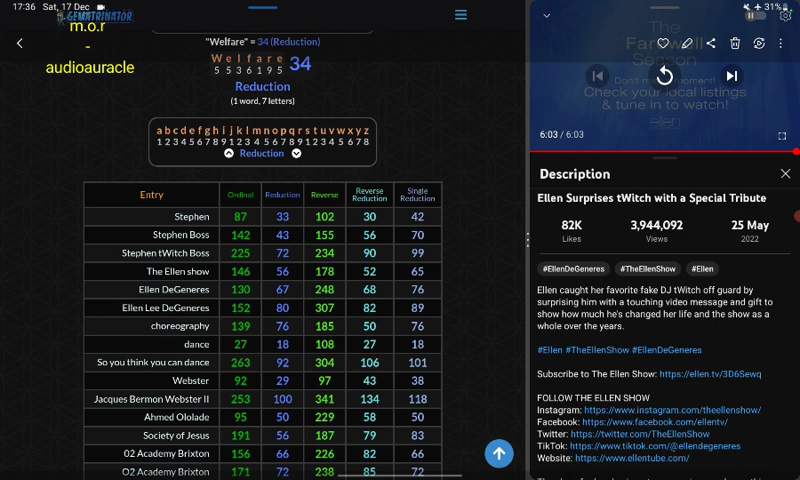 17:36 Sat, 17 Dec
31%
GEMATRINATOR
m.o.r
-
audioauracle
"Welfare" = 34 (Reduction)
W e l f a r e 34
5 5 3 6 1 9 5
Reduction
(1 word, 7 letters)
a b c d e f g h i j k l m n o p q r s t u v w x y z
1 2 3 4 5 6 7 8 9 1 2 3 4 5 6 7 8 9 1 2 3 4 5 6 7 8
Reduction
Entry Ordinal Reduction Reverse Reverse Reduction Single Reduction
Stephen 87 33 102 30 42
Stephen Boss 142 43 155 56 70
Stephen tWitch Boss 225 72 234 90 99
The Ellen show 146 56 178 52 65
Ellen DeGeneres 130 67 248 68 76
Ellen Lee DeGeneres 152 80 307 82 89
choreography 139 76 185 50 76
dance 27 18 108 27 18
So you think you can dance 263 92 304 106 101
Webster 92 29 97 43 38
Jacques Bermon Webster II 253 100 341 134 118
Ahmed Ololade 95 50 229 58 50
Society of Jesus 191 56 187 79 83
02 Academy Brixton 156 66 226 82 66
O2 Academy Brixton 171 72 238 85 72
The
Farewell
Season
Don't miss a moment!
Check your local listings
& tune in to watch!
ellen
6:03 / 6:03
Description
Ellen Surprises tWitch with a Special Tribute
82K 3,944,092 25 May
Likes Views 2022
#EllenDeGeneres #TheEllenShow #Ellen
Ellen caught her favorite fake DJ tWitch off guard by
surprising him with a touching video message and gift to
show how much he's changed her life and the show as a
whole over the years.
#Ellen #TheEllenShow #EllenDeGeneres
Subscribe to The Ellen Show: https://ellen.tv/3D6Sewq
FOLLOW THE ELLEN SHOW
Instagram: https://www.instagram.com/theellenshow/
Facebook: https://www.facebook.com/ellentv/
Twitter: https://twitter.com/TheEllenShow
TikTok: https://www.tiktok.com/@ellendegeneres
Website: https://www.ellentube.com/